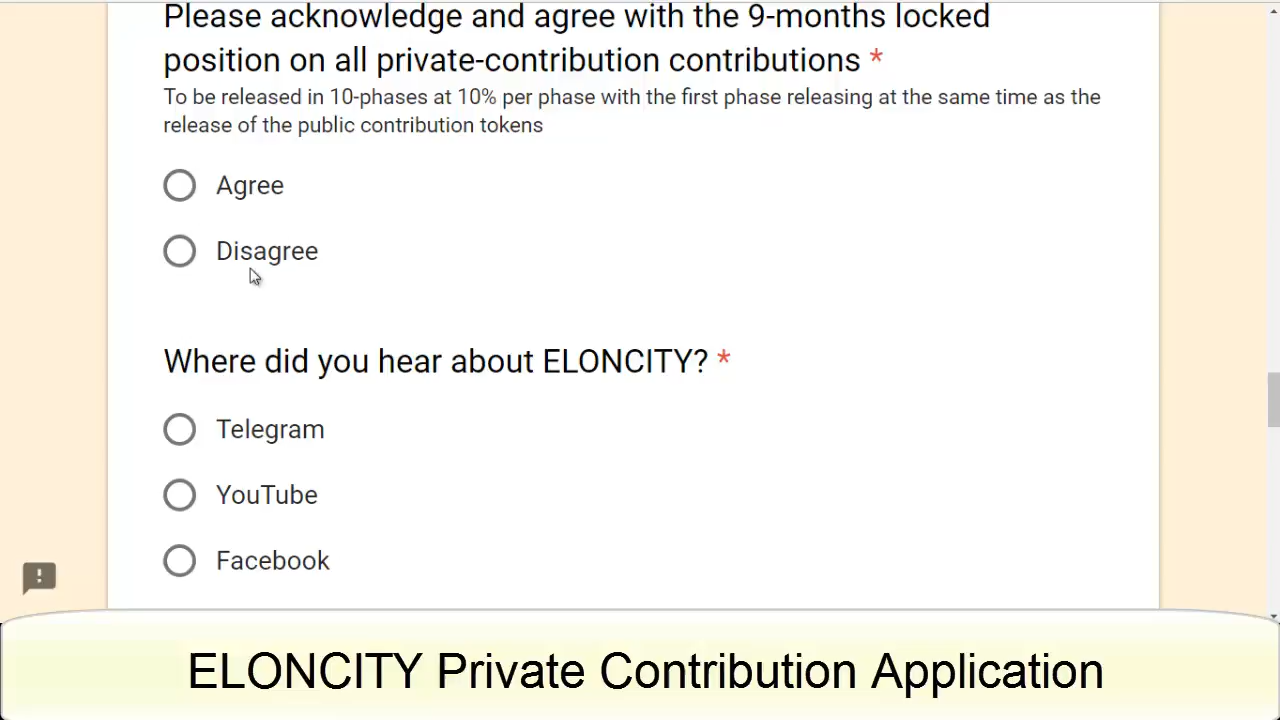 Please acknowledge and agree with the 9-months locked
position on all private-contribution contributions *
To be released in 10-phases at 10% per phase with the first phase releasing at the same time as the
release of the public contribution tokens
Agree
Disagree
Where did you hear about ELONCITY? *
Telegram
YouTube
Facebook
!
ELONCITY Private Contribution Application